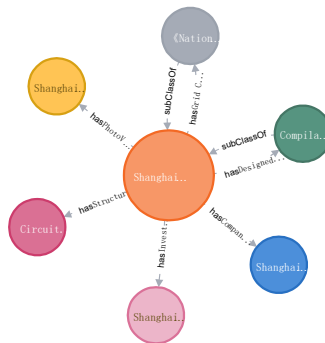 《Nation..
subClassOf
hasGrid C...
Shanghai..
hasPhotoV...
subClassOf
Compila..
hasDesigned...
Shanghai..
hasStructur
Circuit.
hasCompan...
hasInvest.
Shanghai..
Shanghai..